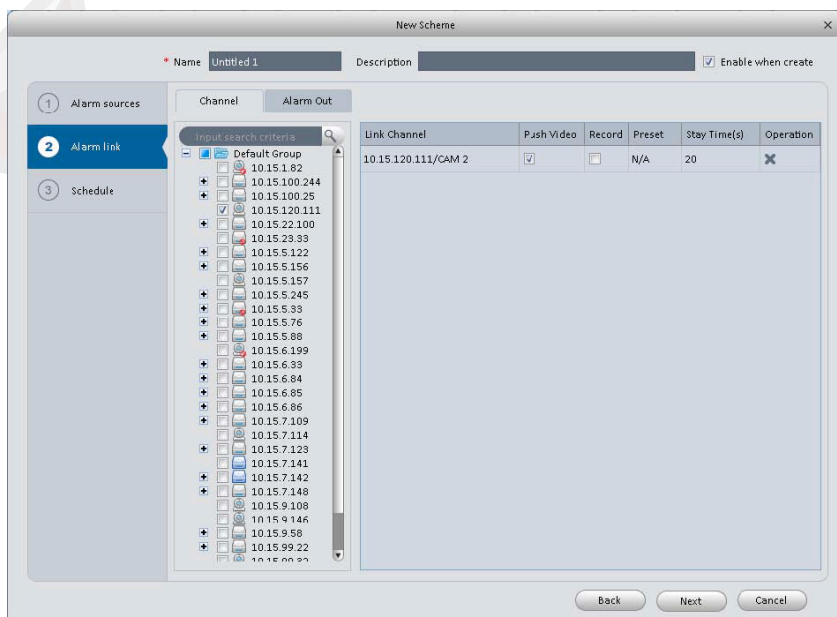 New Scheme
* Name Untitled 1 Description Enable when create
1 Alarm sources
2 Alarm link
3 Schedule
Channel Alarm Out
Input search criteria
Default Group
10.15.1.82
10.15.100.244
10.15.100.25
10.15.120.111
10.15.22.100
10.15.23.33
10.15.5.122
10.15.5.156
10.15.5.157
10.15.5.245
10.15.5.33
10.15.5.76
10.15.5.88
10.15.6.199
10.15.6.33
10.15.6.84
10.15.6.85
10.15.6.86
10.15.7.109
10.15.7.114
10.15.7.123
10.15.7.141
10.15.7.142
10.15.7.148
10.15.9.108
10.15.9.146
10.15.9.58
10.15.99.22
Link Channel Push Video Record Preset Stay Time(s) Operation
10.15.120.111/CAM 2 N/A 20
Back Next Cancel